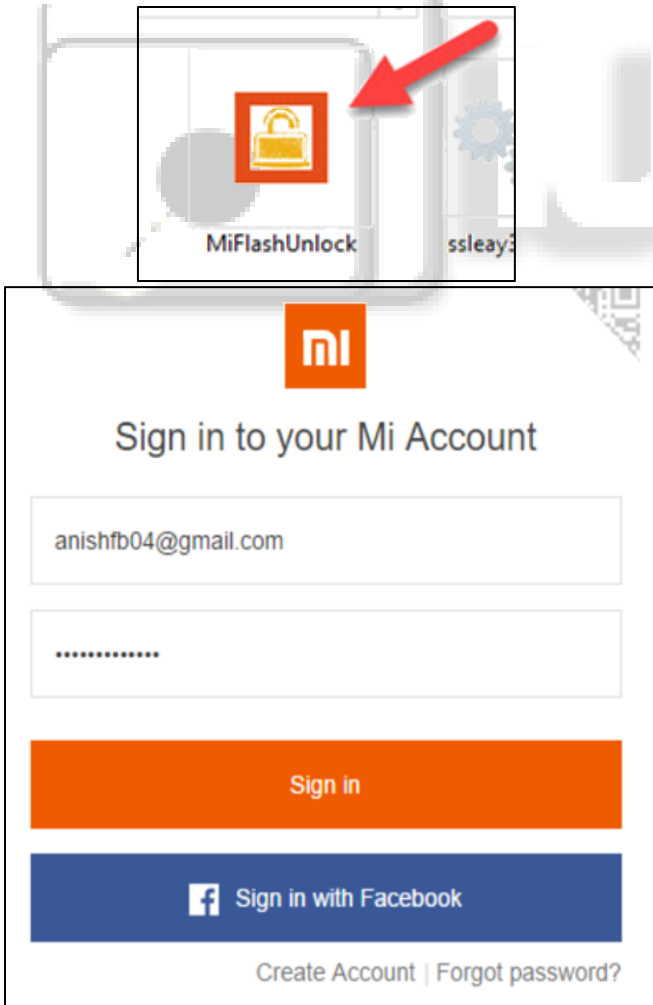 MiFlashUnlock
mi
Sign in to your Mi Account
anishfb04@gmail.com
•••••••••••••
Sign in
f Sign in with Facebook
Create Account | Forgot password?